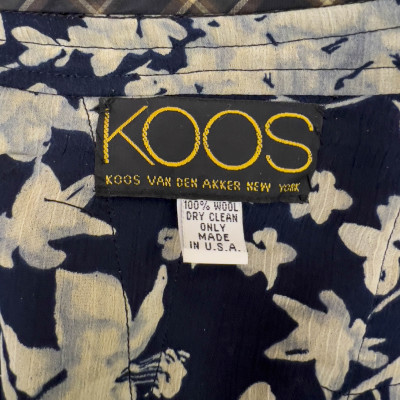 KOOS
KOOS VAN DEN AKKER NEW YORK
100% WOOL
DRY CLEAN
ONLY
MADE
IN U.S.A.